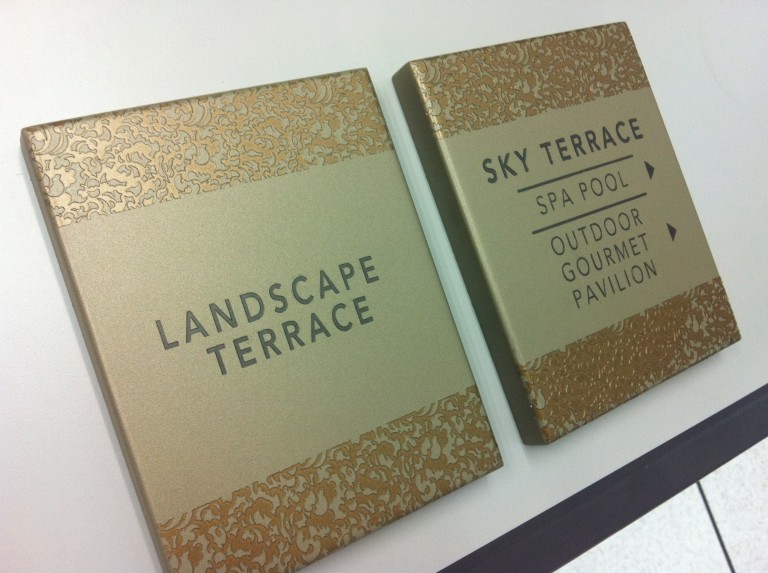 LANDSCAPE
TERRACE
SKY TERRACE
SPA POOL
OUTDOOR
GOURMET
PAVILION